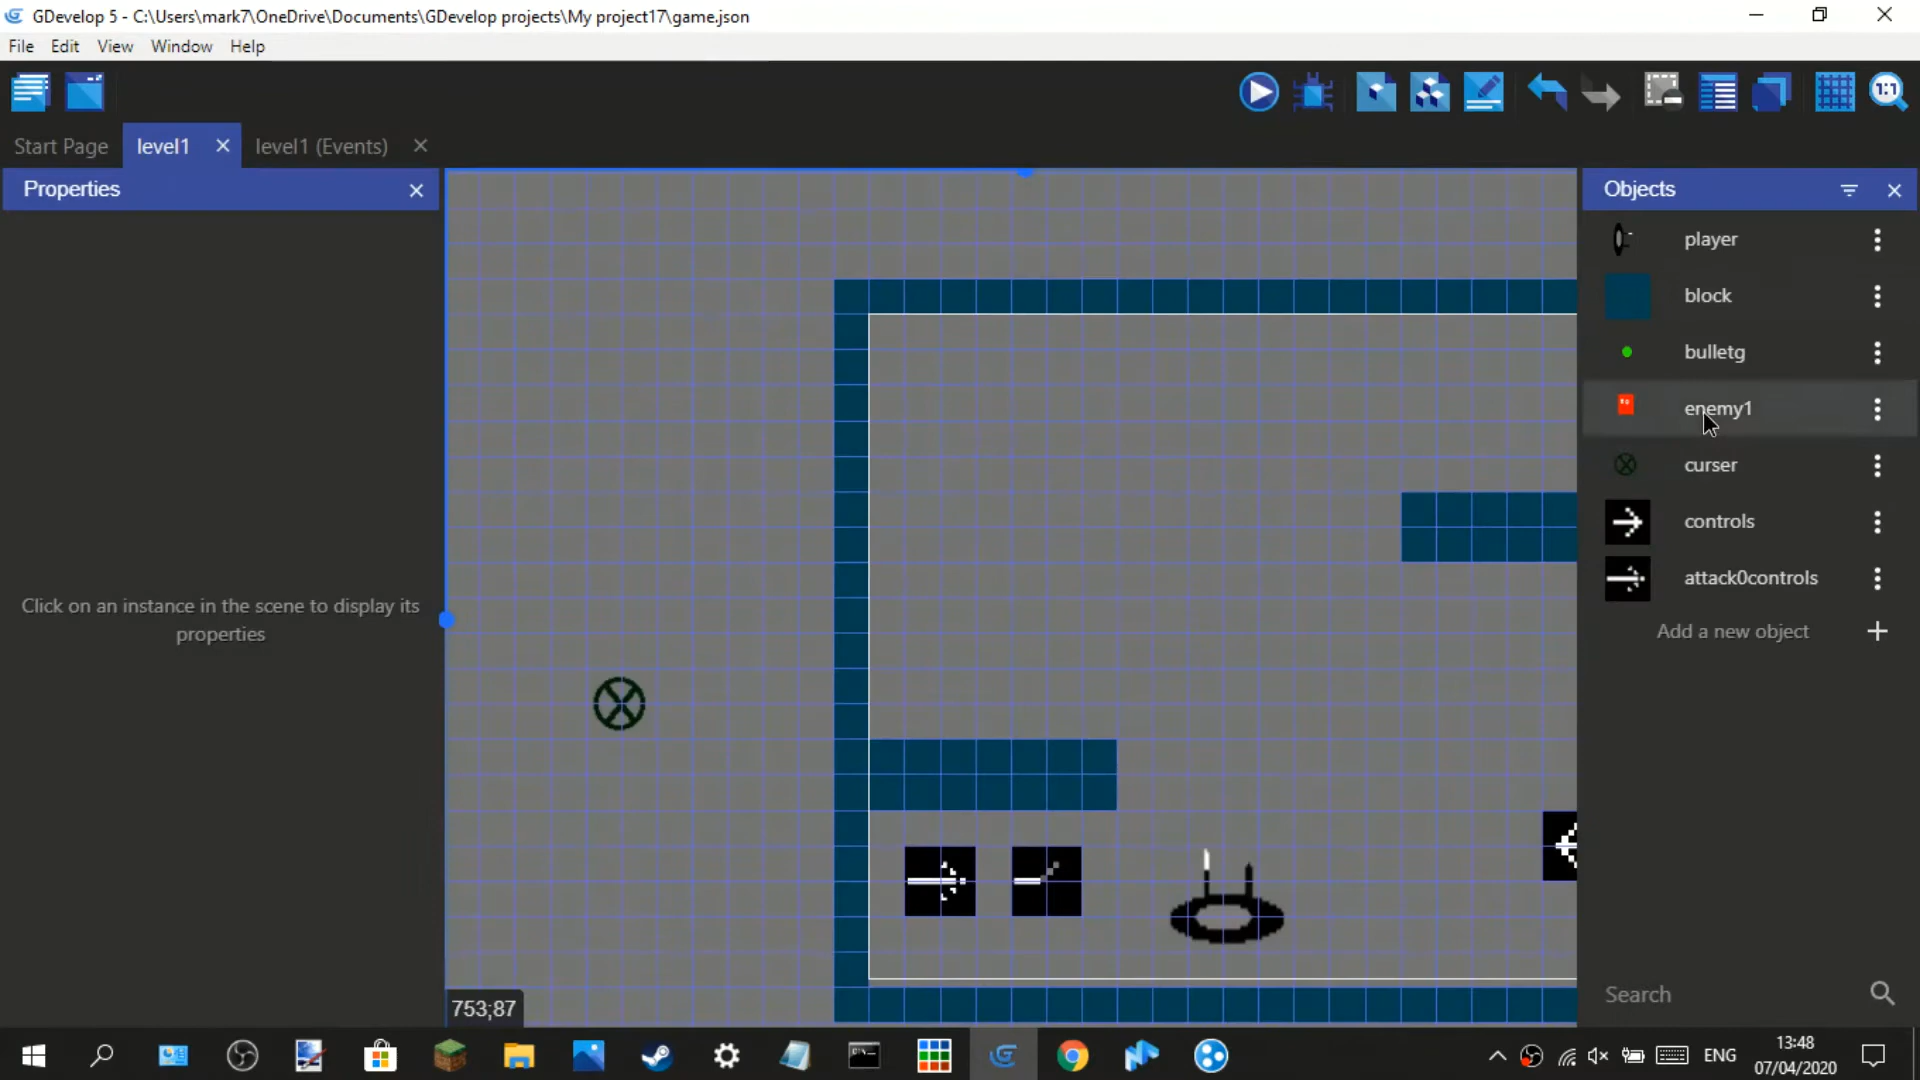 GDevelop 5 - C:\Users\mark7\OneDrive\Documents\GDevelop projects\My project17\game.json
File Edit View Window Help
1:1
Start Page level1 level1 (Events)
Properties
Objects
player
block
bulletg
enemy1
curser
controls
attack0controls
Add a new object
Click on an instance in the scene to display its
properties
Search
753;87
ENG
13:48
07/04/2020